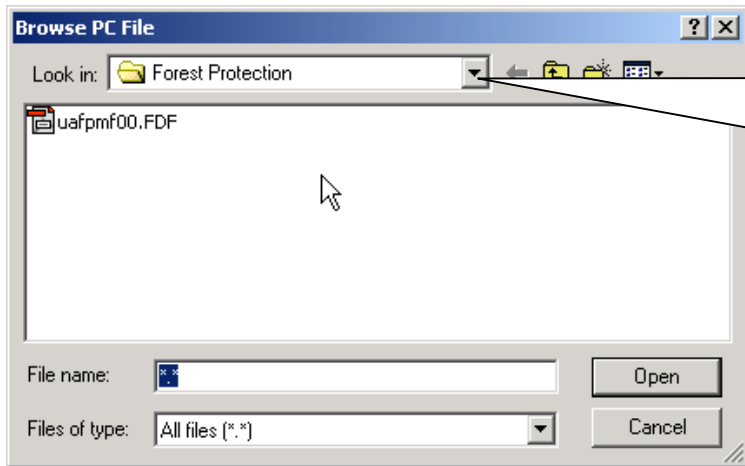 Browse PC File
Look in: Forest Protection
uafpmf00.FDF
File name: *.*
Open
Files of type: All files (*.*)
Cancel